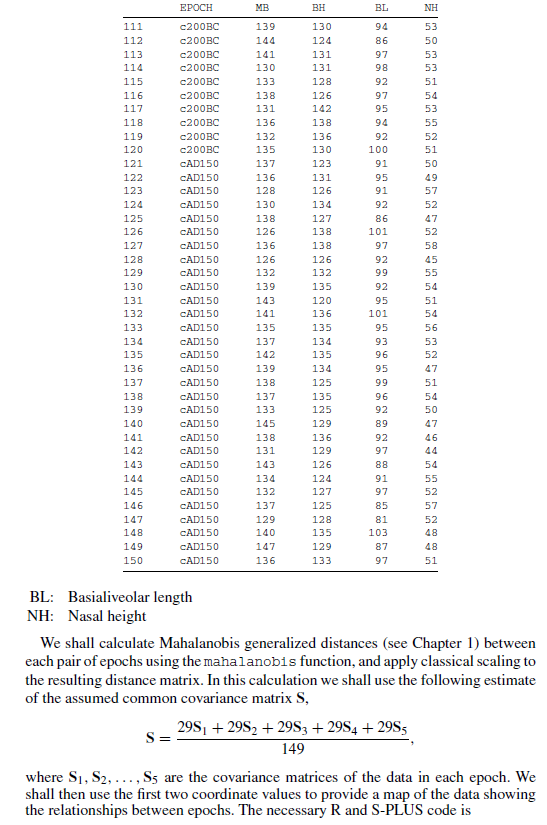 EPOCH MB BH BL NH
111 c200BC 139 130 94 53
112 c200BC 144 124 86 50
113 c200BC 141 131 97 53
114 c200BC 130 131 98 53
115 c200BC 133 128 92 51
116 c200BC 138 126 97 54
117 c200BC 131 142 95 53
118 c200BC 136 138 94 55
119 c200BC 132 136 92 52
120 c200BC 135 130 100 51
121 cAD150 137 123 91 50
122 cAD150 136 131 95 49
123 cAD150 128 126 91 57
124 cAD150 130 134 92 52
125 cAD150 138 127 86 47
126 cAD150 126 138 101 52
127 cAD150 136 138 97 58
128 cAD150 126 126 92 45
129 cAD150 132 132 99 55
130 cAD150 139 135 92 54
131 cAD150 143 120 95 51
132 cAD150 141 136 101 54
133 cAD150 135 135 95 56
134 cAD150 137 134 93 53
135 cAD150 142 135 96 52
136 cAD150 139 134 95 47
137 cAD150 138 125 99 51
138 cAD150 137 135 96 54
139 cAD150 133 125 92 50
140 cAD150 145 129 89 47
141 cAD150 138 136 92 46
142 cAD150 131 129 97 44
143 cAD150 143 126 88 54
144 cAD150 134 124 91 55
145 cAD150 132 127 97 52
146 cAD150 137 125 85 57
147 cAD150 129 128 81 52
148 cAD150 140 135 103 48
149 cAD150 147 129 87 48
150 cAD150 136 133 97 51
BL: Basialiveolar length
NH: Nasal height
We shall calculate Mahalanobis generalized distances (see Chapter 1) between
each pair of epochs using the mahalanobis function, and apply classical scaling to
the resulting distance matrix. In this calculation we shall use the following estimate
of the assumed common covariance matrix S,
S = (29S₁ + 29S₂ + 29S₃ + 29S₄ + 29S₅) / 149,
where S₁, S₂, . . . , S₅ are the covariance matrices of the data in each epoch. We
shall then use the first two coordinate values to provide a map of the data showing
the relationships between epochs. The necessary R and S-PLUS code is